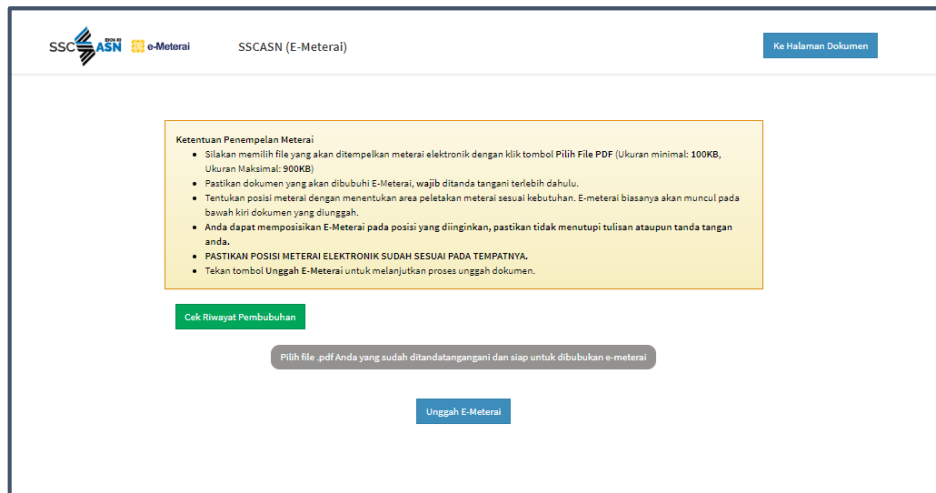 SSC ASN BKN-RI e-Meterai SSCASN (E-Meterai) Ke Halaman Dokumen
Ketentuan Penempelan Meterai
Silakan memilih file yang akan ditempelkan meterai elektronik dengan klik tombol Pilih File PDF (Ukuran minimal: 100KB,
Ukuran Maksimal: 900KB)
Pastikan dokumen yang akan dibubuhi E-Meterai, wajib ditanda tangani terlebih dahulu.
Tentukan posisi meterai dengan menentukan area peletakan meterai sesuai kebutuhan. E-meterai biasanya akan muncul pada
bawah kiri dokumen yang diunggah.
Anda dapat memposisikan E-Meterai pada posisi yang diinginkan, pastikan tidak menutupi tulisan ataupun tanda tangan
anda.
PASTIKAN POSISI METERAI ELEKTRONIK SUDAH SESUAI PADA TEMPATNYA.
Tekan tombol Unggah E-Meterai untuk melanjutkan proses unggah dokumen.
Cek Riwayat Pembubuhan
Pilih file .pdf Anda yang sudah ditandatangangani dan siap untuk dibubukan e-meterai
Unggah E-Meterai